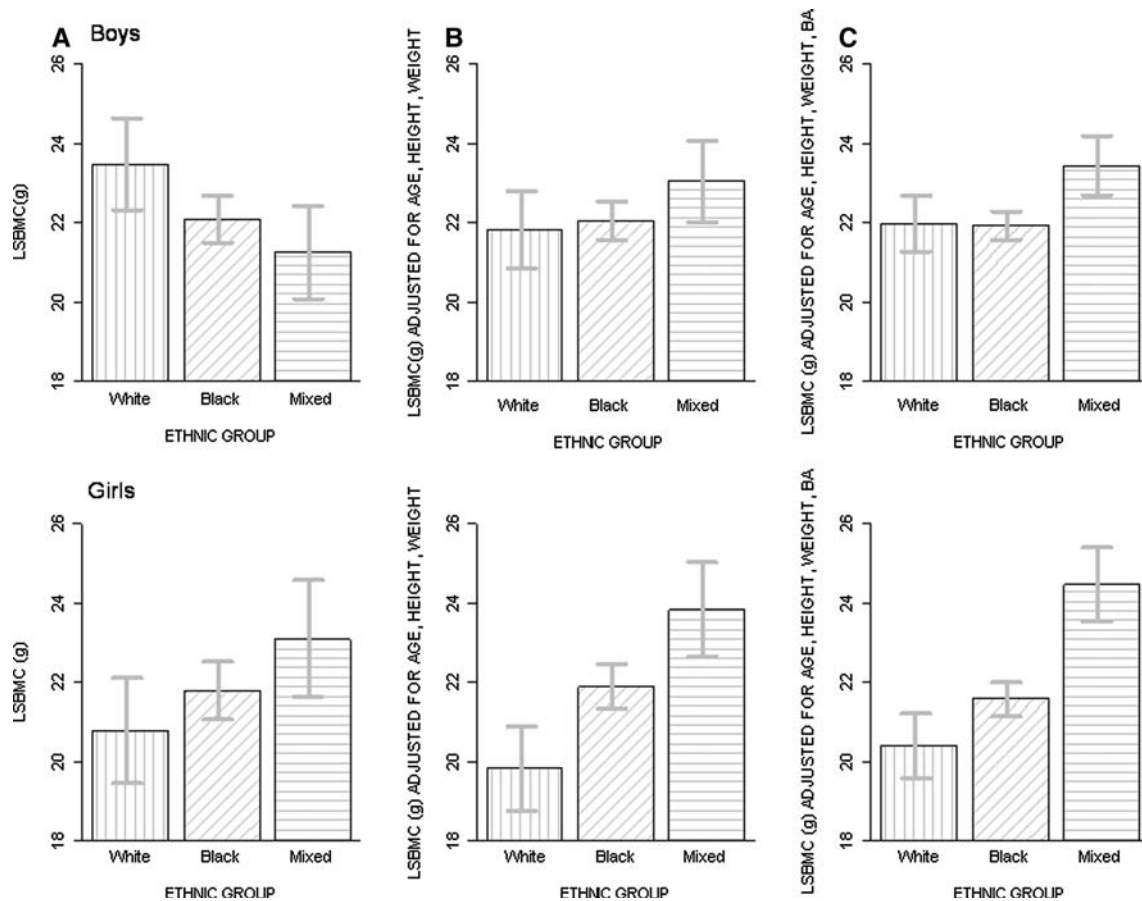 A Boys
LSBMC(g)
26
24
22
20
18
White Black Mixed
ETHNIC GROUP
B
LSBMC(g) ADJUSTED FOR AGE, HEIGHT, WEIGHT
26
24
22
20
18
White Black Mixed
ETHNIC GROUP
C
LSBMC (g) ADJUSTED FOR AGE, HEIGHT, WEIGHT, BA
26
24
22
20
18
White Black Mixed
ETHNIC GROUP
Girls
LSBMC (g)
26
24
22
20
18
White Black Mixed
ETHNIC GROUP
LSBMC (g) ADJUSTED FOR AGE, HEIGHT, WEIGHT
26
24
22
20
18
White Black Mixed
ETHNIC GROUP
LSBMC (g) ADJUSTED FOR AGE, HEIGHT, WEIGHT, BA
26
24
22
20
18
White Black Mixed
ETHNIC GROUP